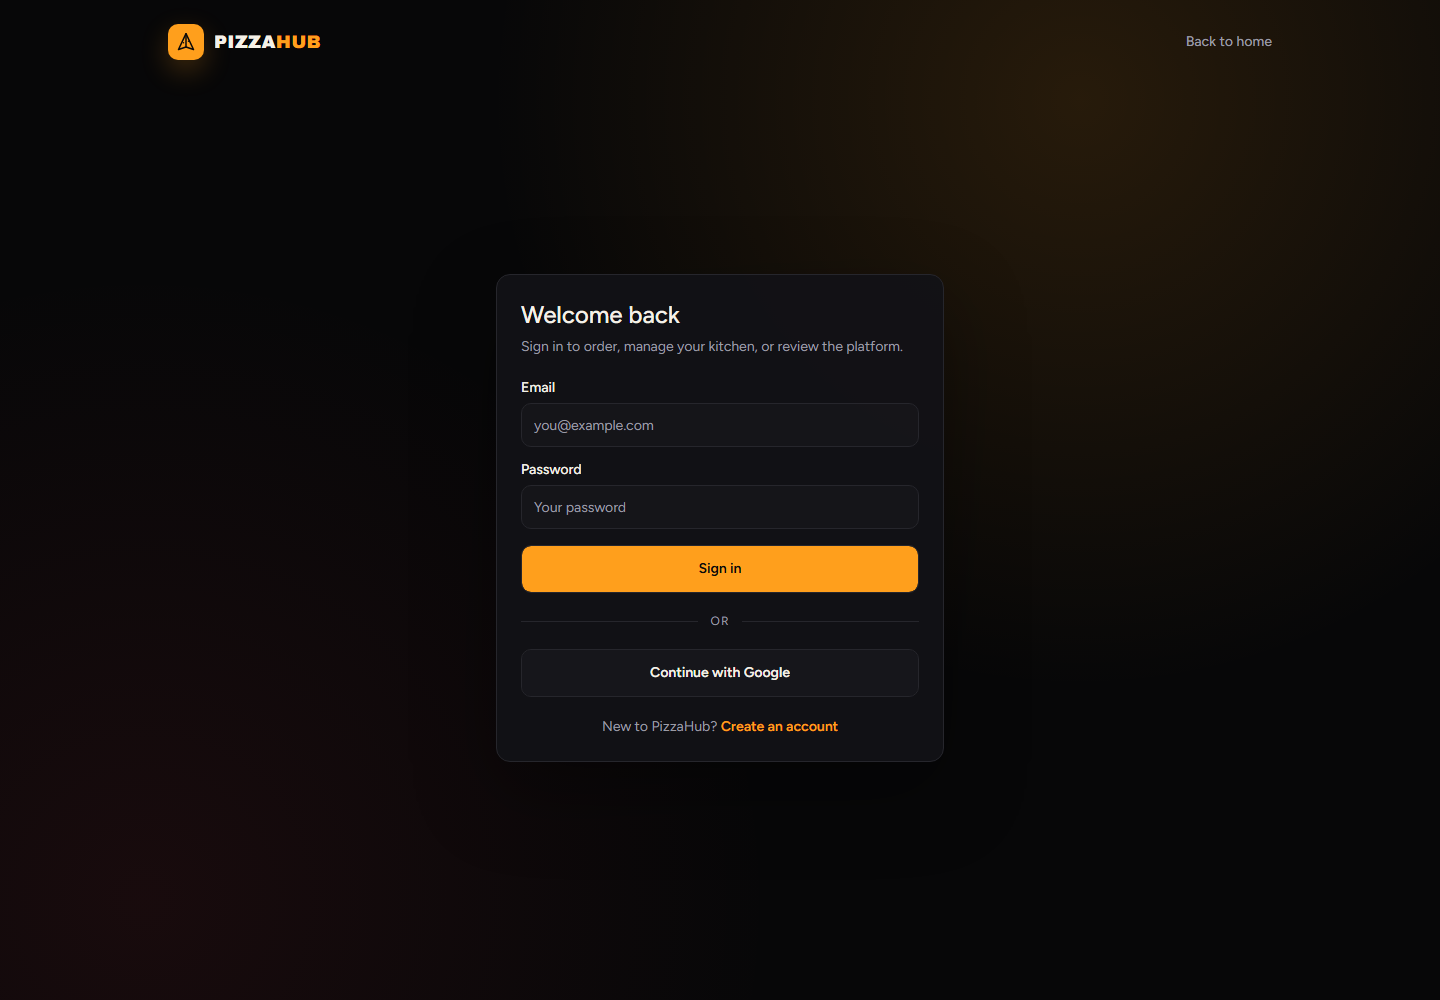 PIZZAHUB
Back to home
Welcome back
Sign in to order, manage your kitchen, or review the platform.
Email
you@example.com
Password
Your password
Sign in
OR
Continue with Google
New to PizzaHub? Create an account